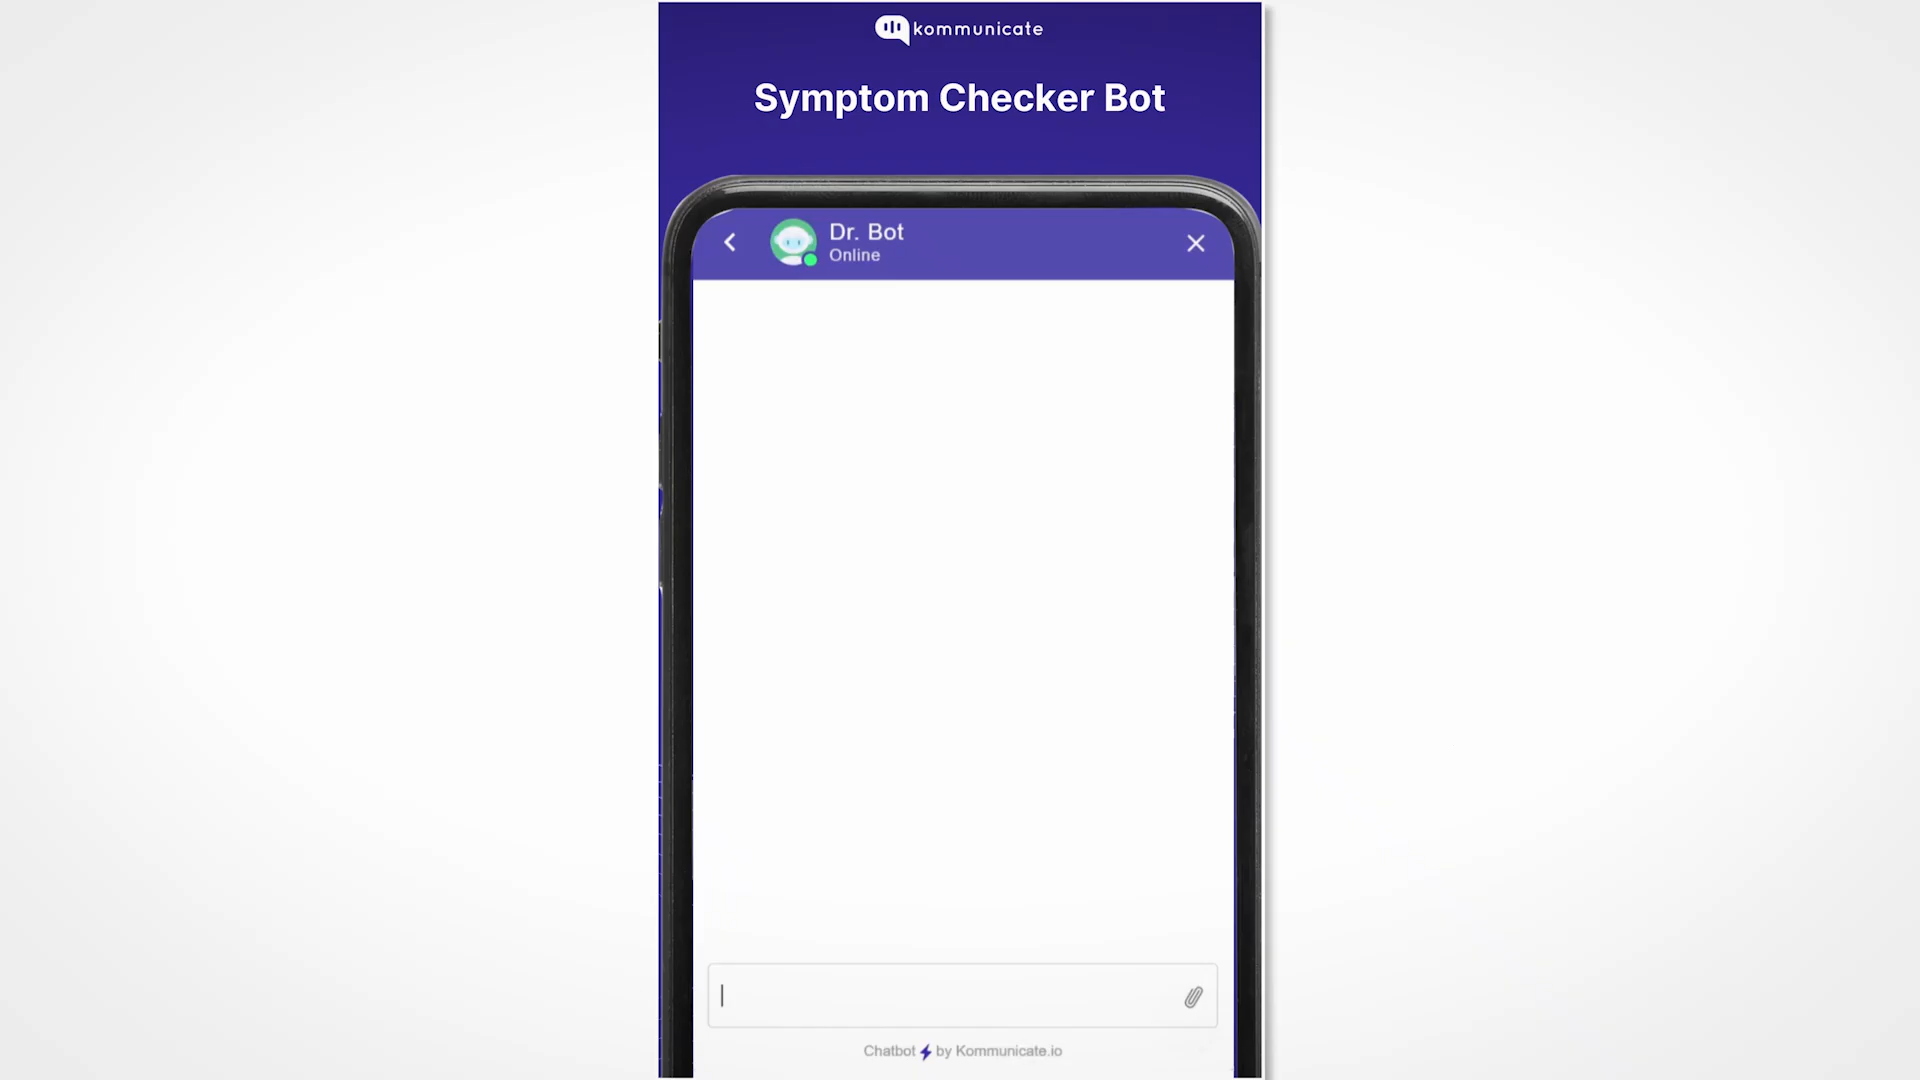 kommunicate
Symptom Checker Bot
Dr. Bot
Online
Chatbot by Kommunicate.io